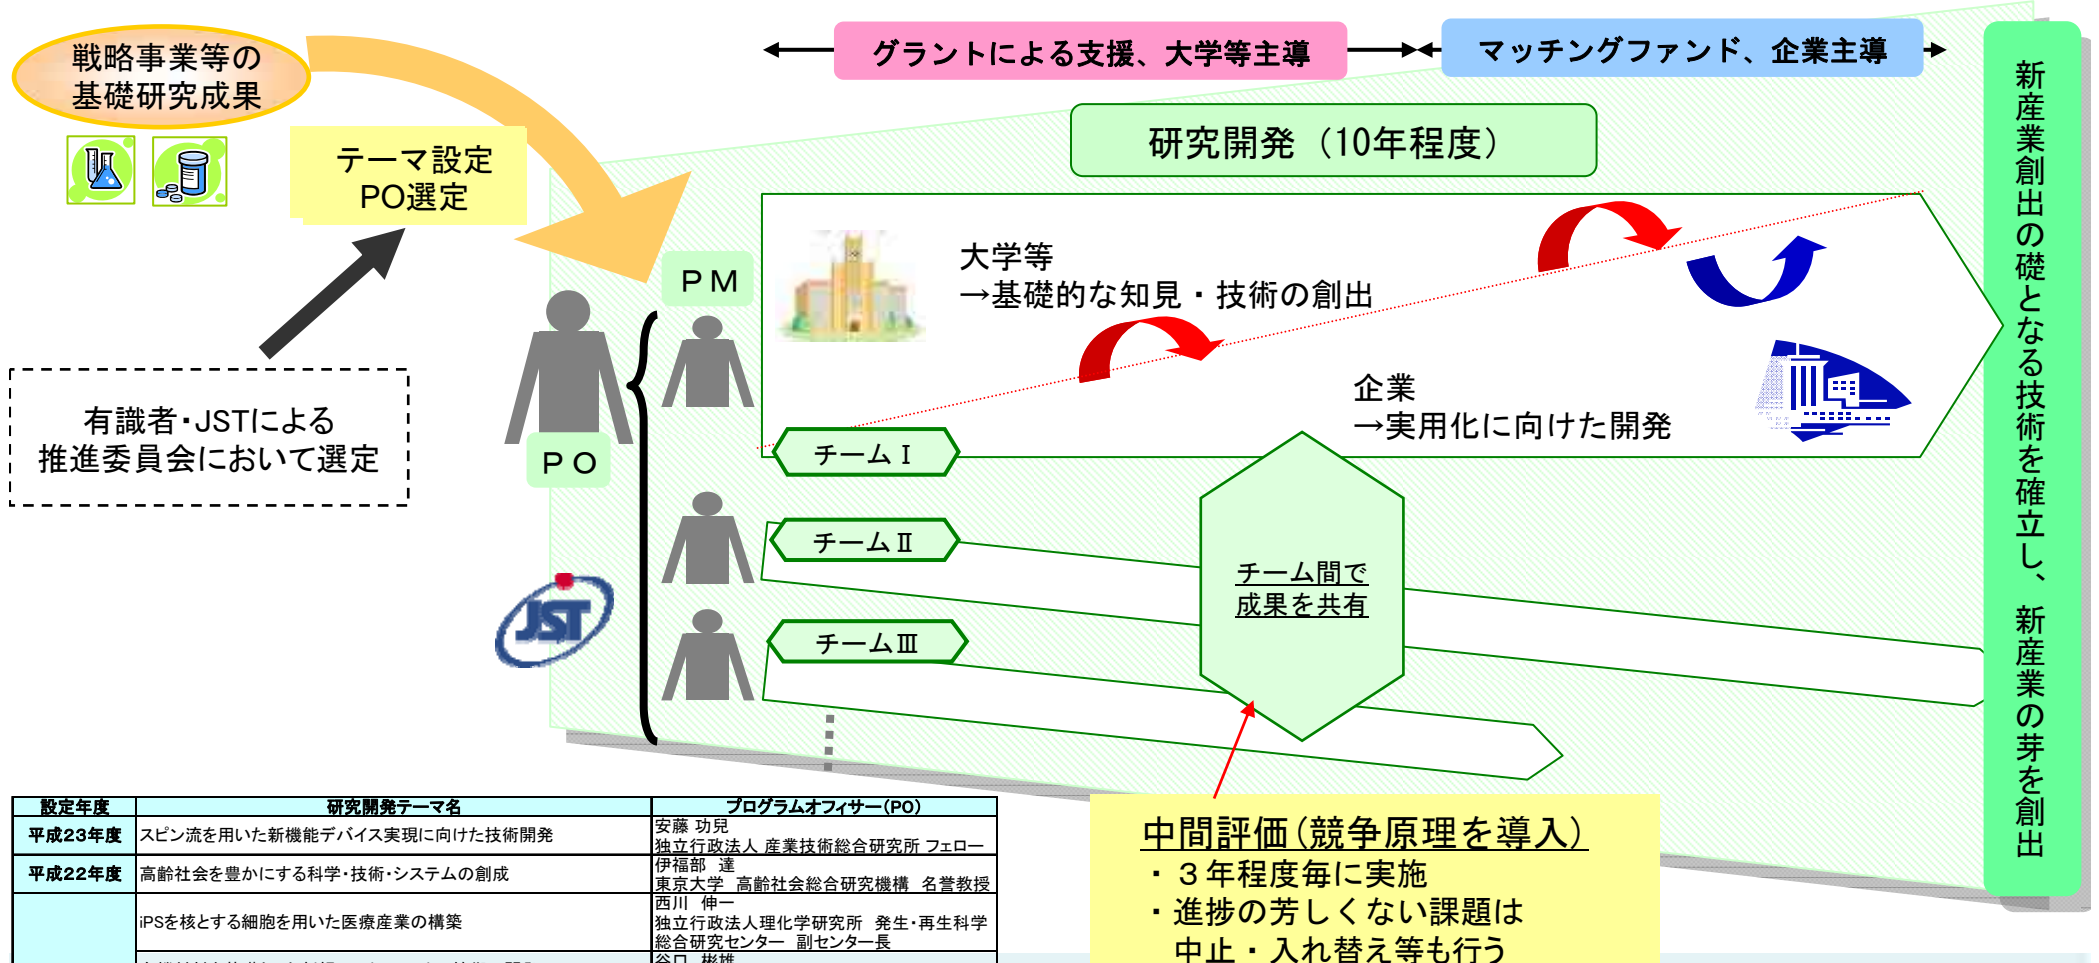 戦略事業等の
基礎研究成果
グラントによる支援、大学等主導
マッチングファンド、企業主導
研究開発（10年程度）
テーマ設定
PO選定
有識者・JSTによる
推進委員会において選定
ＰＭ
ＰＯ
JST
大学等
→基礎的な知見・技術の創出
企業
→実用化に向けた開発
チームⅠ
チームⅡ
チームⅢ
チーム間で
成果を共有
新産業創出の礎となる技術を確立し、新産業の芽を創出
中間評価（競争原理を導入）
・３年程度毎に実施
・進捗の芳しくない課題は
中止・入れ替え等も行う
設定年度 研究開発テーマ名 プログラムオフィサー（PO）
平成23年度 スピン流を用いた新機能デバイス実現に向けた技術開発 安藤 功兒
独立行政法人 産業技術総合研究所 フェロー
平成22年度 高齢社会を豊かにする科学・技術・システムの創成 伊福部 達
東京大学 高齢社会総合研究機構 名誉教授
iPSを核とする細胞を用いた医療産業の構築 西川 伸一
独立行政法人理化学研究所 発生・再生科学
総合研究センター 副センター長